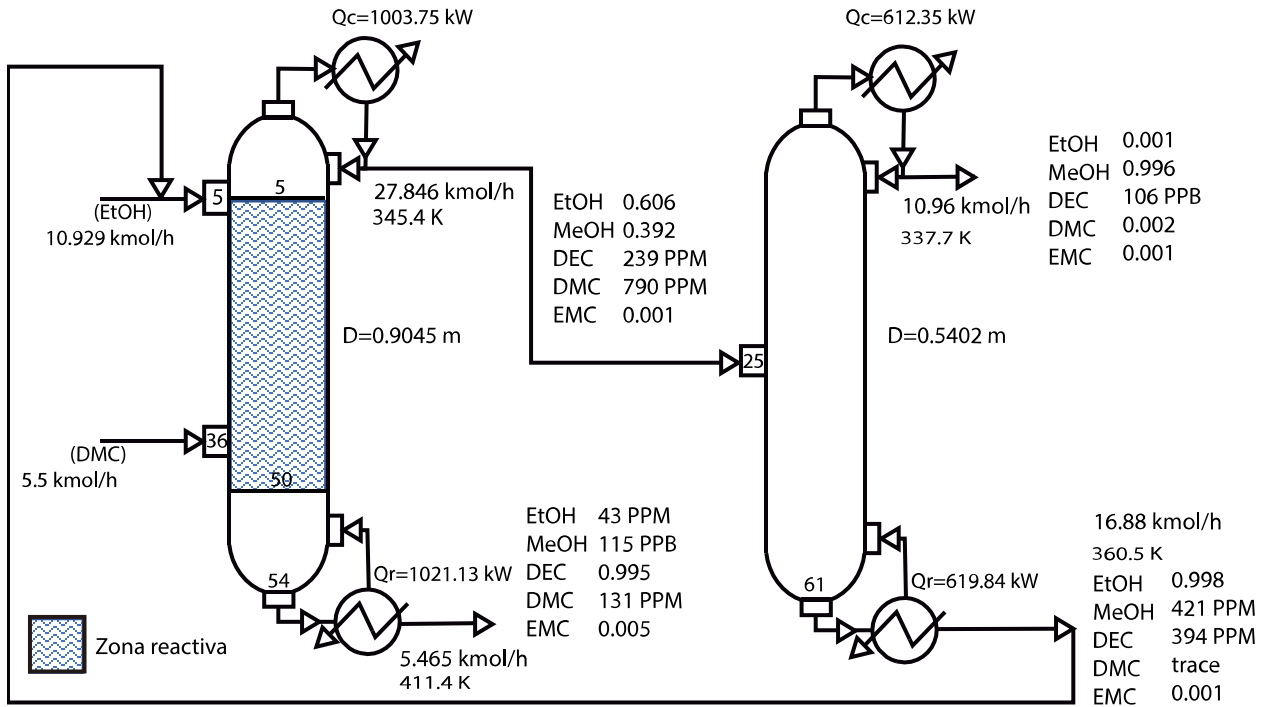 Qc=1003.75 kW
Qc=612.35 kW
5
5
(EtOH)
10.929 kmol/h
27.846 kmol/h
345.4 K
EtOH 0.606
MeOH 0.392
DEC 239 PPM
DMC 790 PPM
EMC 0.001
10.96 kmol/h
337.7 K
EtOH 0.001
MeOH 0.996
DEC 106 PPB
DMC 0.002
EMC 0.001
D=0.9045 m
D=0.5402 m
25
36
(DMC)
5.5 kmol/h
50
54
Qr=1021.13 kW
EtOH 43 PPM
MeOH 115 PPB
DEC 0.995
DMC 131 PPM
EMC 0.005
5.465 kmol/h
411.4 K
61
Qr=619.84 kW
16.88 kmol/h
360.5 K
EtOH 0.998
MeOH 421 PPM
DEC 394 PPM
DMC trace
EMC 0.001
Zona reactiva